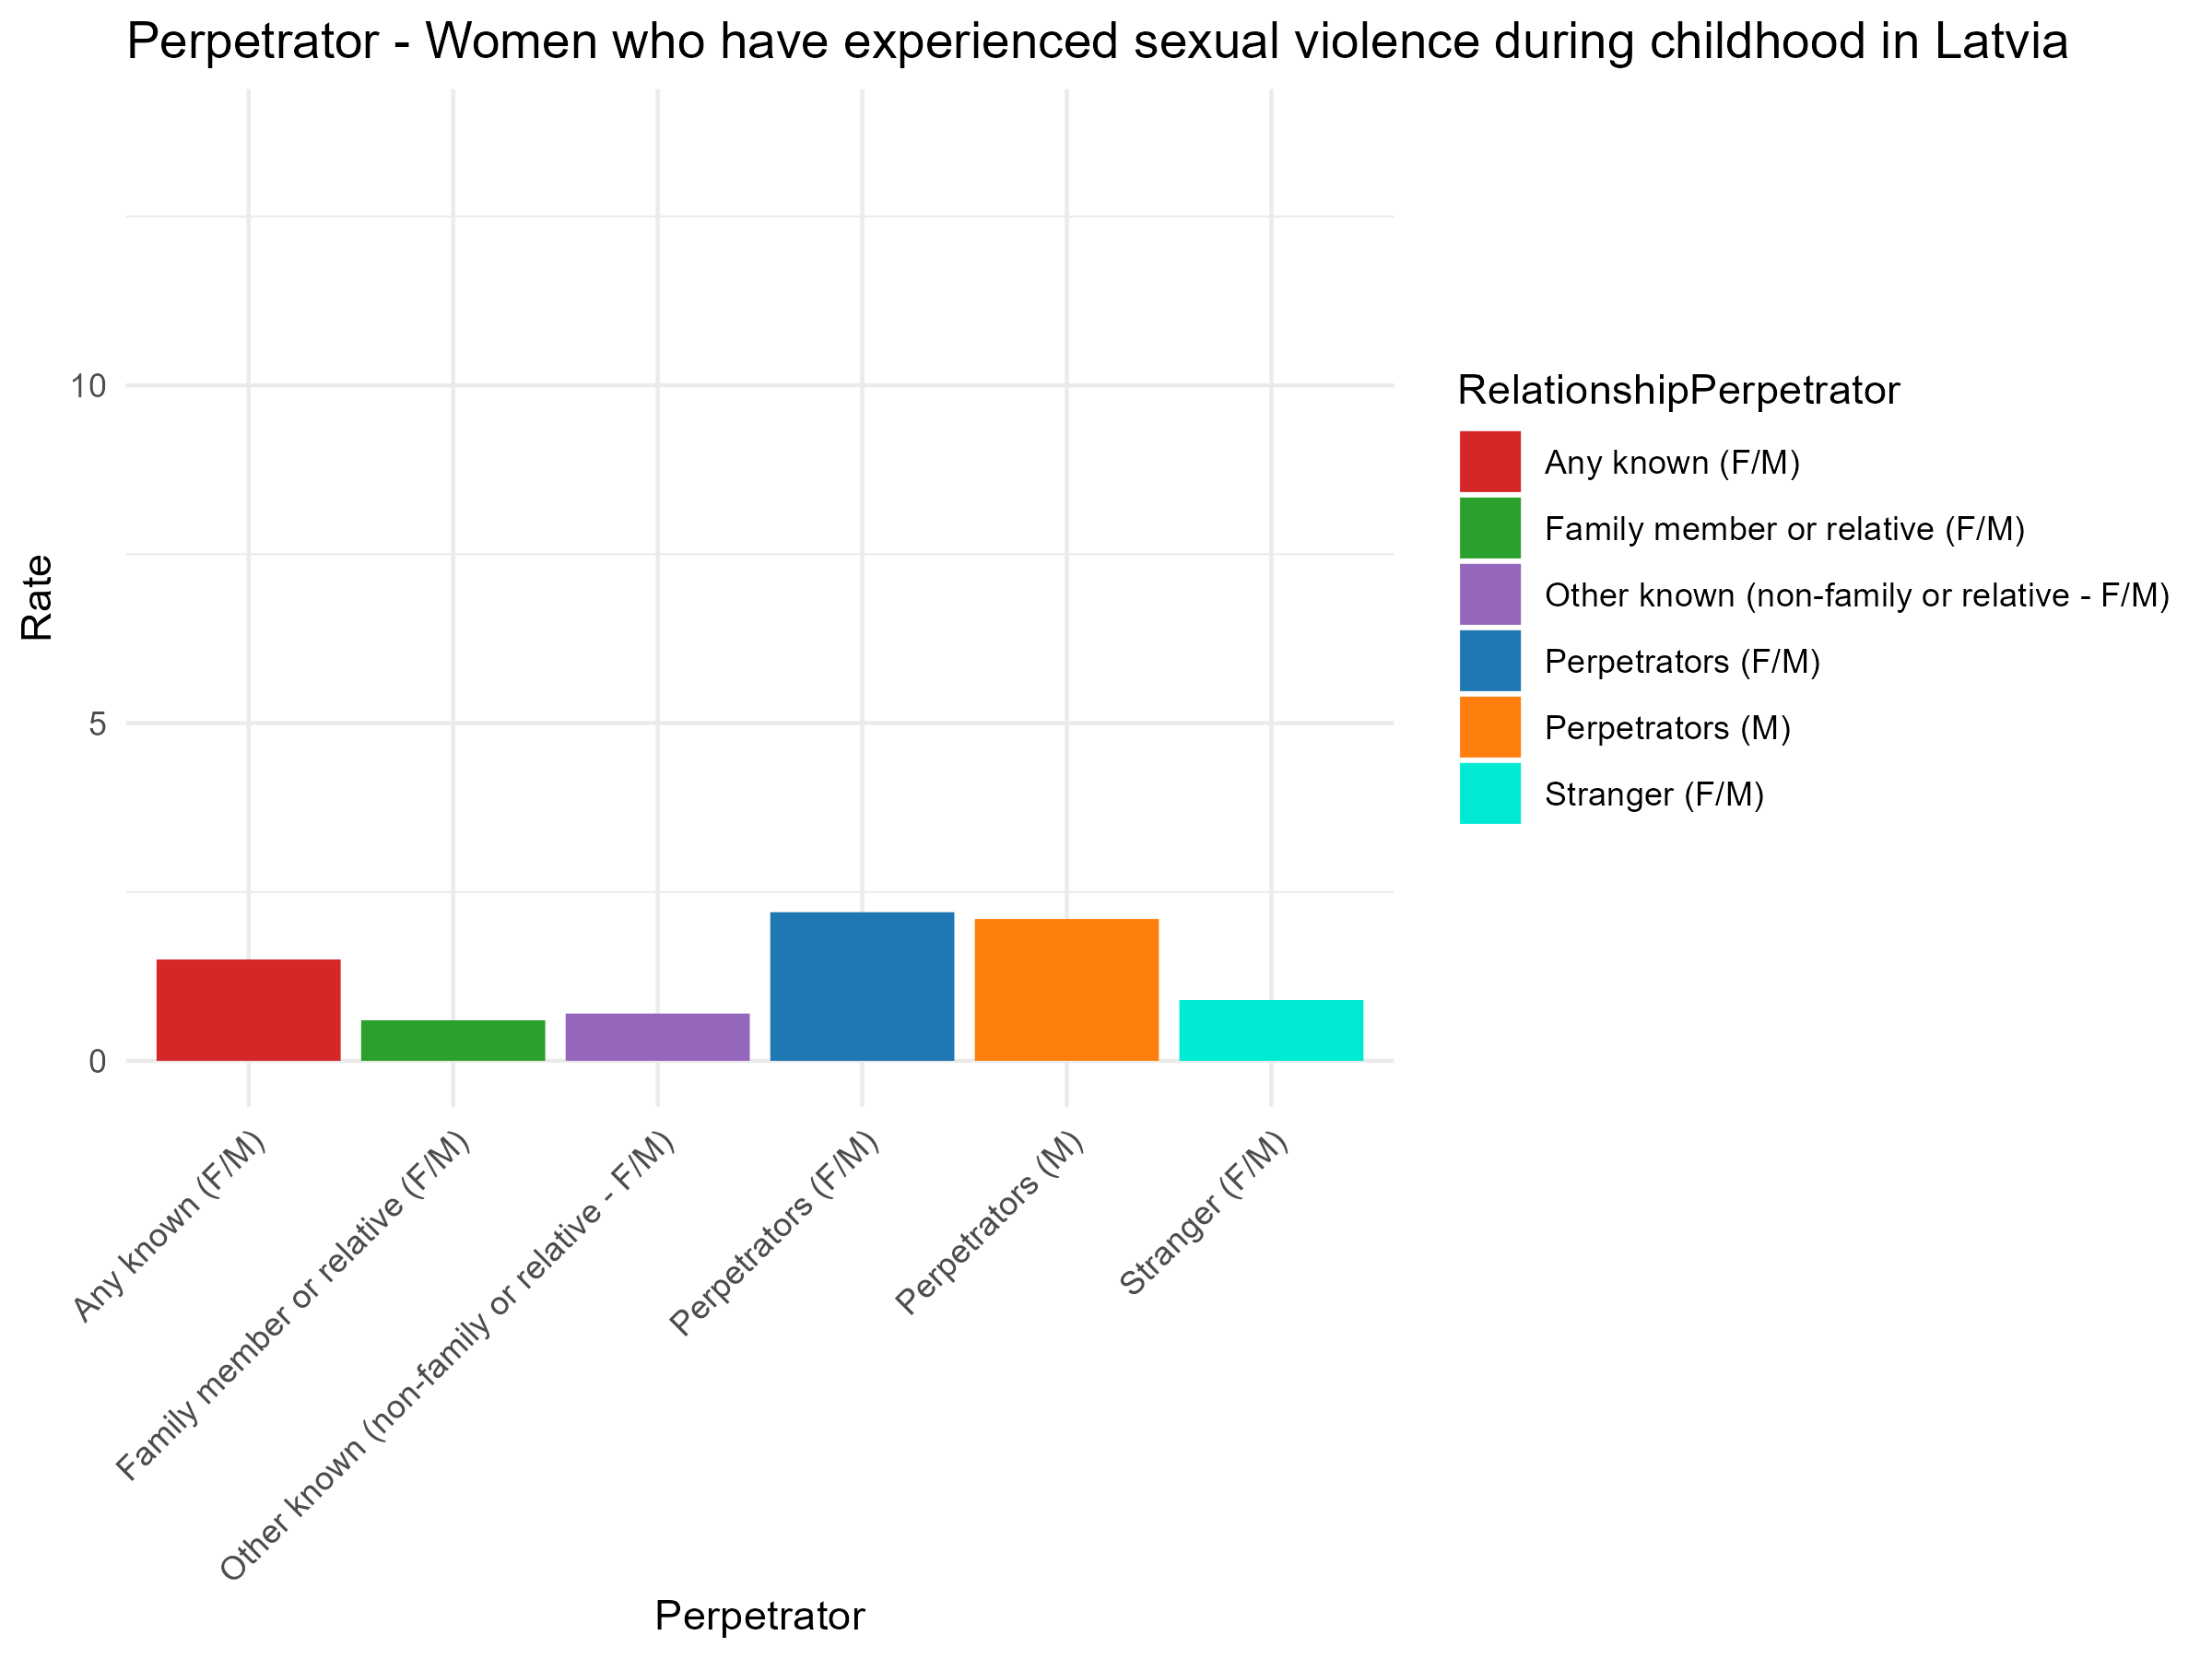 Perpetrator - Women who have experienced sexual violence during childhood in Latvia
10
5
0
Rate
Any known (F/M)
Family member or relative (F/M)
Other known (non-family or relative - F/M)
Perpetrators (F/M)
Perpetrators (M)
Stranger (F/M)
Perpetrator
RelationshipPerpetrator
Any known (F/M)
Family member or relative (F/M)
Other known (non-family or relative - F/M)
Perpetrators (F/M)
Perpetrators (M)
Stranger (F/M)